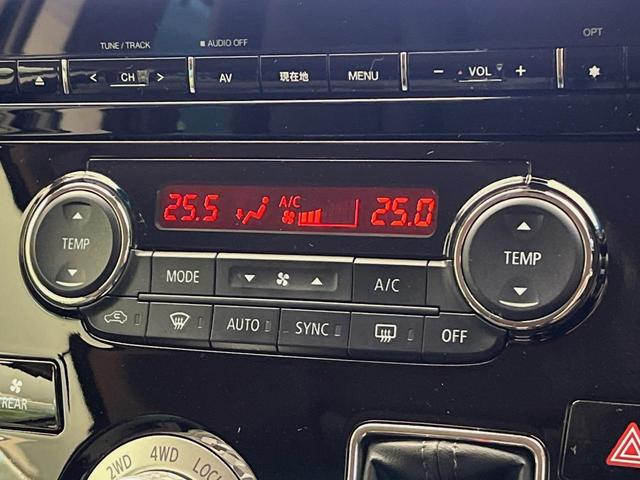 TUNE / TRACK
AUDIO OFF
OPT
< CH >
AV
現在地
MENU
− VOL +
25.5
A/C
25.0
TEMP
MODE
A/C
TEMP
AUTO
SYNC
OFF
REAR
2WD
4WD
LOCK